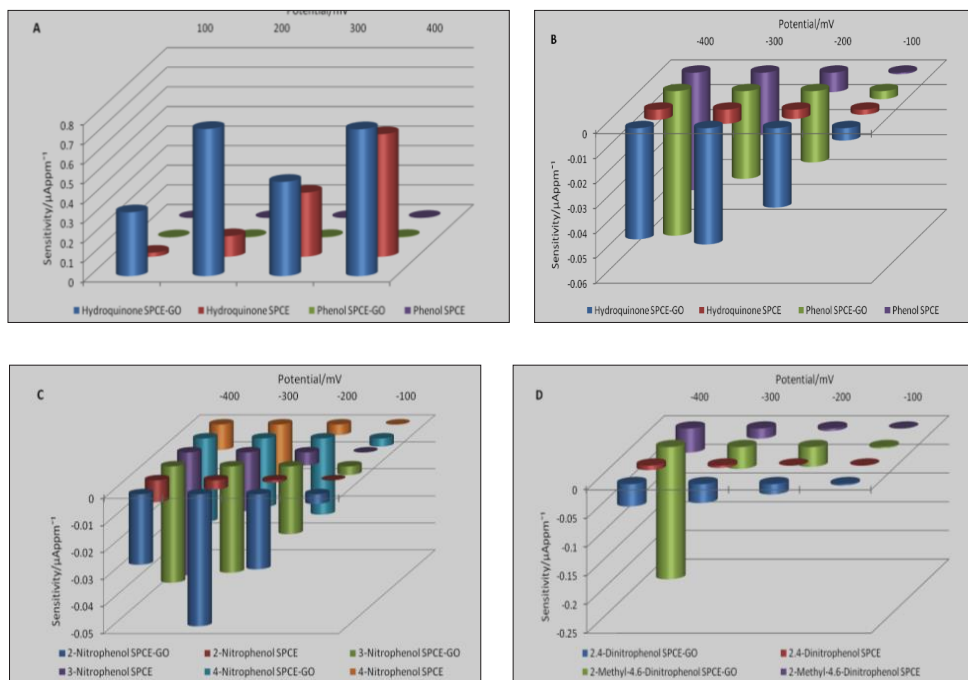 Potential/mV
A
100 200 300 400
0.8
0.7
0.6
0.5
0.4
0.3
0.2
0.1
0
Sensitivity/µAppm⁻¹
Hydroquinone SPCE-GO Hydroquinone SPCE Phenol SPCE-GO Phenol SPCE
Potential/mV
B
-400 -300 -200 -100
0
-0.01
-0.02
-0.03
-0.04
-0.05
-0.06
Sensitivity/µAppm⁻¹
Hydroquinone SPCE-GO Hydroquinone SPCE Phenol SPCE-GO Phenol SPCE
Potential/mV
C
-400 -300 -200 -100
0
-0.01
-0.02
-0.03
-0.04
-0.05
Sensitivity/µAppm⁻¹
2-Nitrophenol SPCE-GO 2-Nitrophenol SPCE 3-Nitrophenol SPCE-GO
3-Nitrophenol SPCE 4-Nitrophenol SPCE-GO 4-Nitrophenol SPCE
Potential/mV
D
-400 -300 -200 -100
0
-0.05
-0.1
-0.15
-0.2
-0.25
Sensitivity/µAppm⁻¹
2.4-Dinitrophenol SPCE-GO 2.4-Dinitrophenol SPCE
2-Methyl-4.6-Dinitrophenol SPCE-GO 2-Methyl-4.6-Dinitrophenol SPCE